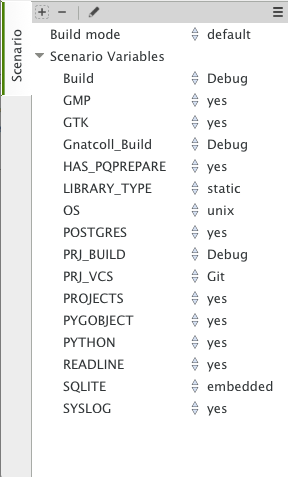 Scenario
Build mode default
Scenario Variables
Build Debug
GMP yes
GTK yes
Gnatcoll_Build Debug
HAS_PQPREPARE yes
LIBRARY_TYPE static
OS unix
POSTGRES yes
PRJ_BUILD Debug
PRJ_VCS Git
PROJECTS yes
PYGOBJECT yes
PYTHON yes
READLINE yes
SQLITE embedded
SYSLOG yes